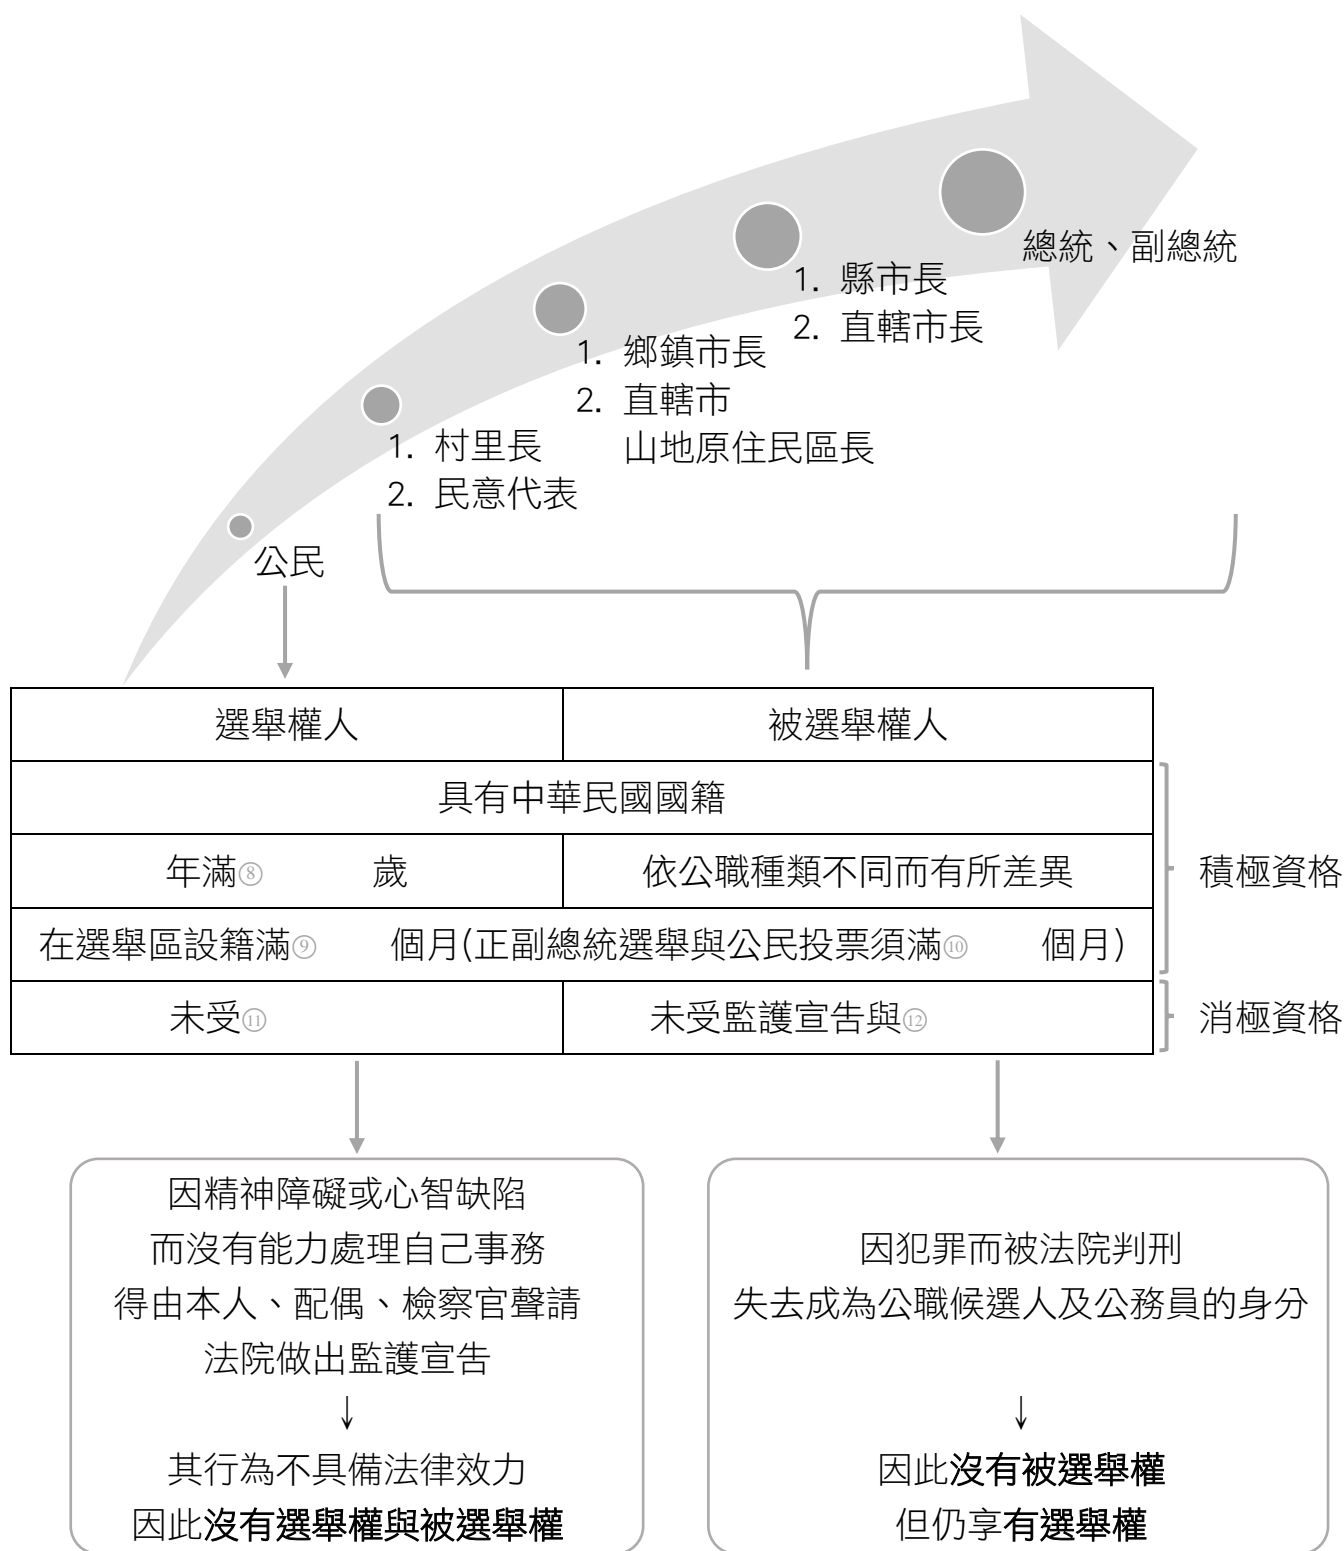 總統、副總統
1. 縣市長
2. 直轄市長
1. 鄉鎮市長
2. 直轄市
山地原住民區長
1. 村里長
2. 民意代表
公民
選舉權人
被選舉權人
具有中華民國國籍
年滿⑧ 歲
依公職種類不同而有所差異
在選舉區設籍滿⑨ 個月(正副總統選舉與公民投票須滿⑩ 個月)
積極資格
未受⑪
未受監護宣告與⑫
消極資格
因精神障礙或心智缺陷
而沒有能力處理自己事務
得由本人、配偶、檢察官聲請
法院做出監護宣告
↓
其行為不具備法律效力
因此沒有選舉權與被選舉權
因犯罪而被法院判刑
失去成為公職候選人及公務員的身分
↓
因此沒有被選舉權
但仍享有選舉權